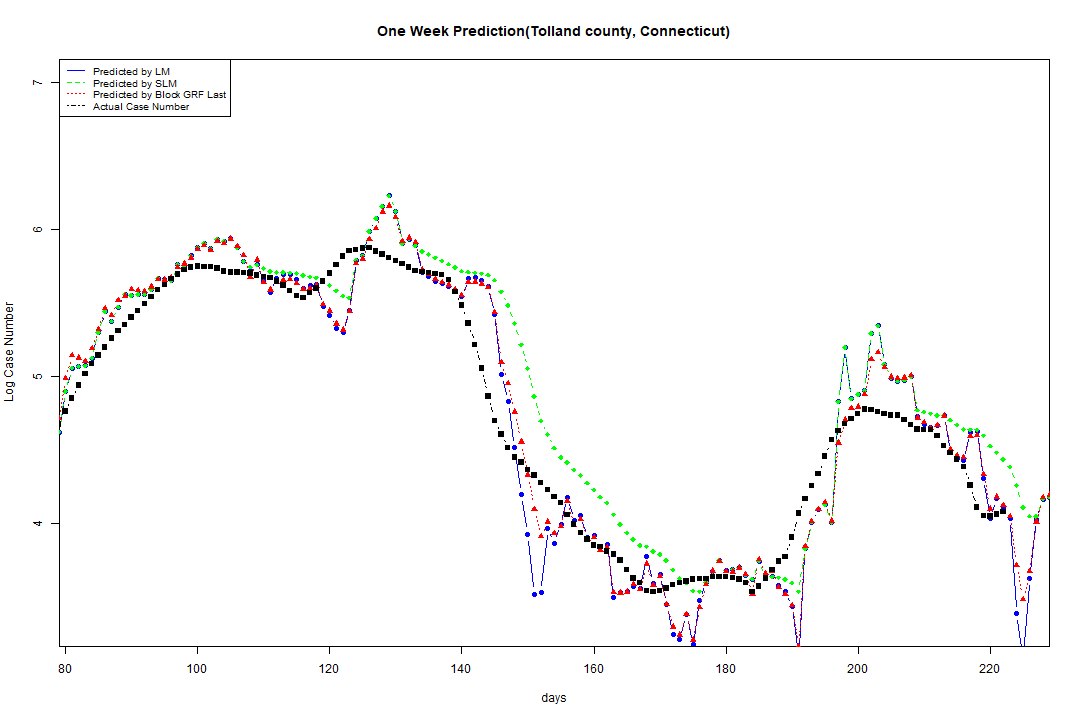 One Week Prediction(Tolland county, Connecticut)
Predicted by LM
Predicted by SLM
Predicted by Block GRF Last
Actual Case Number
7
6
5
4
Log Case Number
80 100 120 140 160 180 200 220
days